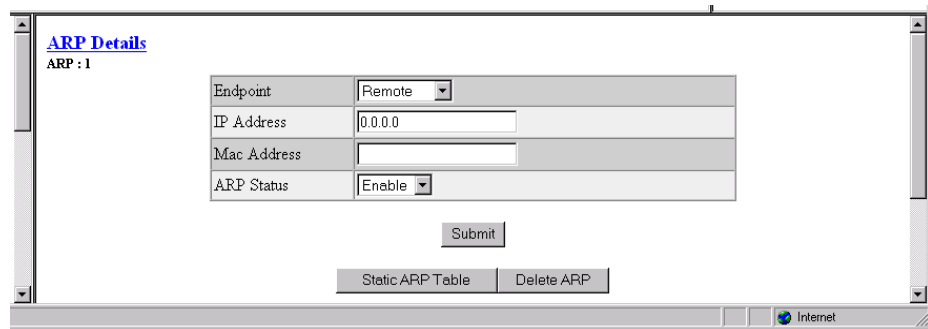 ARP Details
ARP : 1
Endpoint Remote
IP Address 0.0.0.0
Mac Address
ARP Status Enable
Submit
Static ARP Table Delete ARP
Internet